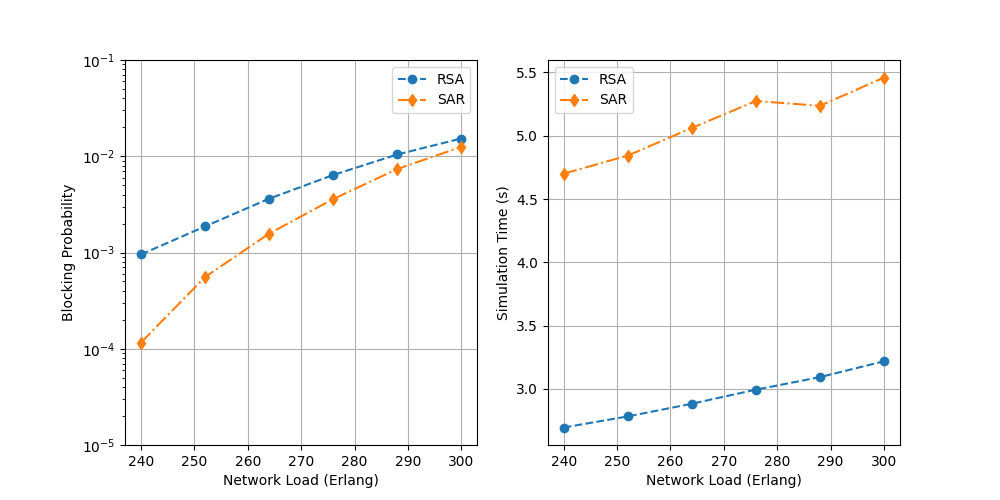 10⁻¹
10⁻²
10⁻³
10⁻⁴
10⁻⁵
Blocking Probability
240 250 260 270 280 290 300
Network Load (Erlang)
RSA
SAR
5.5
5.0
4.5
4.0
3.5
3.0
Simulation Time (s)
240 250 260 270 280 290 300
Network Load (Erlang)
RSA
SAR